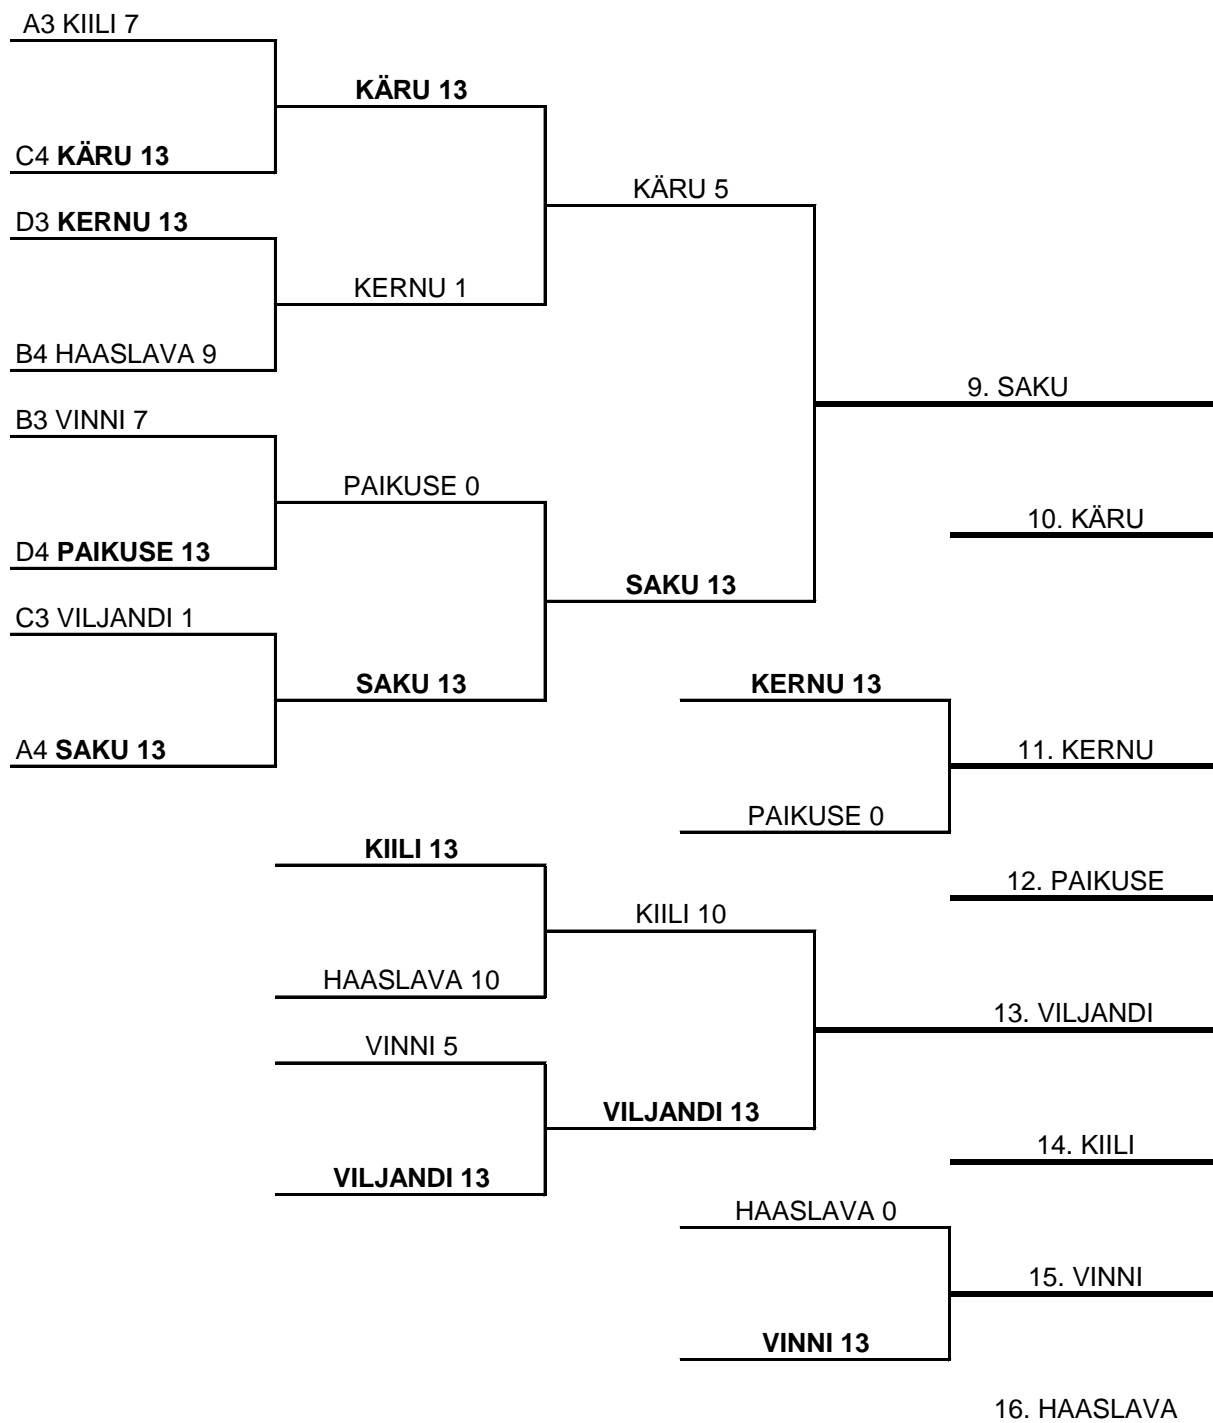 A3 KIILI 7
KÄRU 13
C4 KÄRU 13
KÄRU 5
D3 KERNU 13
KERNU 1
B4 HAASLAVA 9
9. SAKU
B3 VINNI 7
PAIKUSE 0
10. KÄRU
D4 PAIKUSE 13
SAKU 13
C3 VILJANDI 1
SAKU 13
KERNU 13
A4 SAKU 13
11. KERNU
PAIKUSE 0
KIILI 13
12. PAIKUSE
KIILI 10
HAASLAVA 10
13. VILJANDI
VINNI 5
VILJANDI 13
14. KIILI
VILJANDI 13
HAASLAVA 0
15. VINNI
VINNI 13
16. HAASLAVA